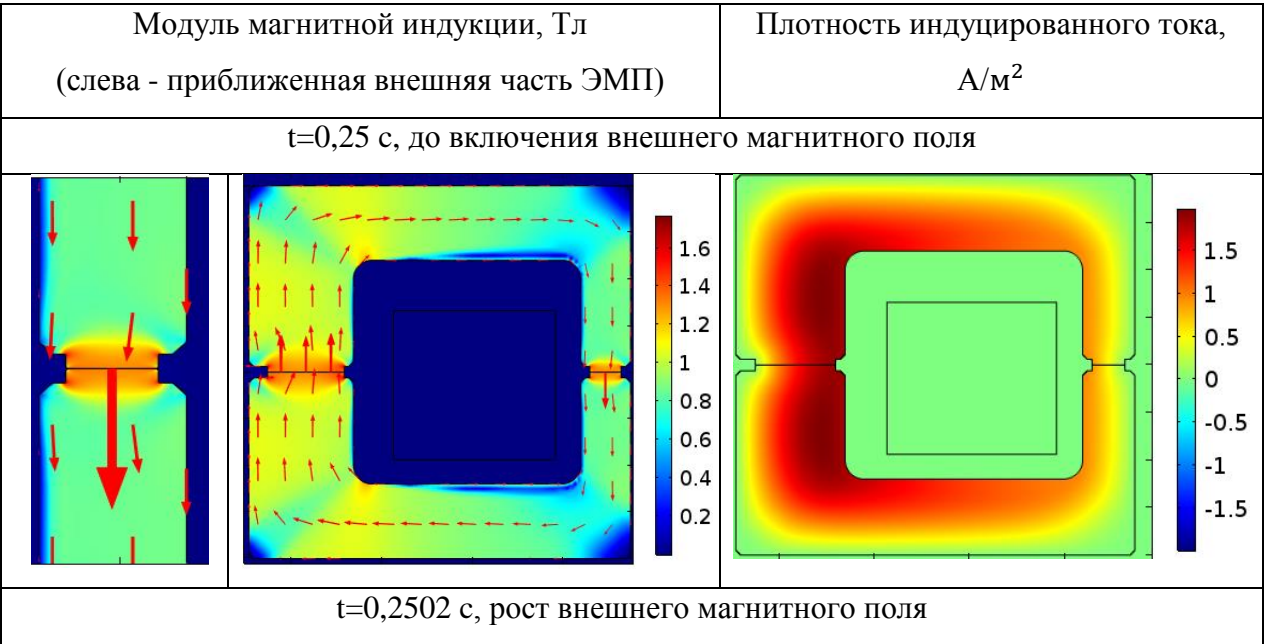 Модуль магнитной индукции, Тл
(слева - приближенная внешняя часть ЭМП)
Плотность индуцированного тока,
А/м²
t=0,25 с, до включения внешнего магнитного поля
1.6
1.4
1.2
1
0.8
0.6
0.4
0.2
1.5
1
0.5
0
-0.5
-1
-1.5
t=0,2502 с, рост внешнего магнитного поля